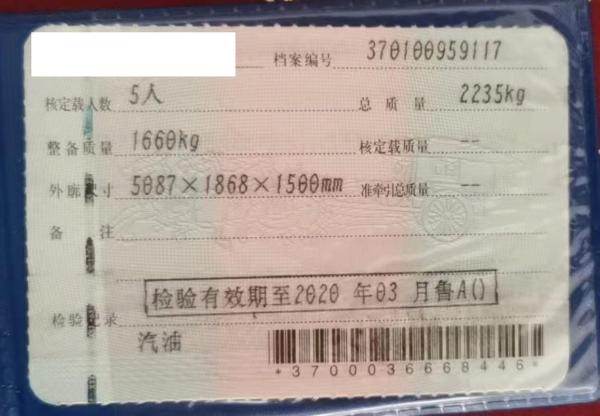 档案编号 370100959117
核定载人数 5人 总质量 2235kg
整备质量 1660kg 核定载质量 --
外廓尺寸 5087×1868×1500mm 准牵引总质量 --
备注
检验有效期至2020 年03 月鲁A()
检验记录
汽油
*3700036668446*